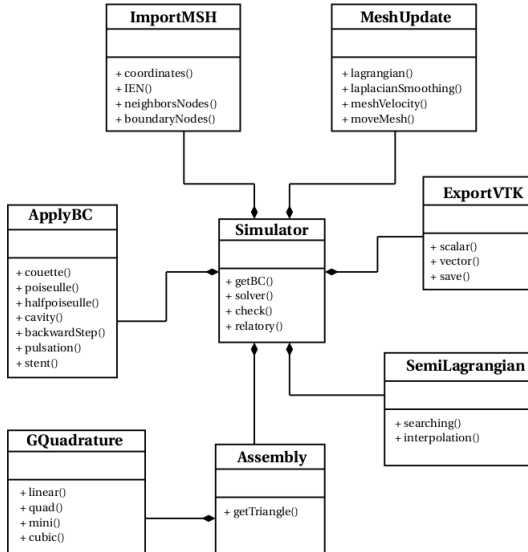 ImportMSH
+ coordinates()
+ IEN()
+ neighborsNodes()
+ boundaryNodes()
MeshUpdate
+ lagrangian()
+ laplacianSmoothing()
+ meshVelocity()
+ moveMesh()
ApplyBC
+ couette()
+ poiseulle()
+ halfpoiseulle()
+ cavity()
+ backwardStep()
+ pulsation()
+ stent()
Simulator
+ getBC()
+ solver()
+ check()
+ relatory()
ExportVTK
+ scalar()
+ vector()
+ save()
SemiLagrangian
+ searching()
+ interpolation()
GQuadrature
+ linear()
+ quad()
+ mini()
+ cubic()
Assembly
+ getTriangle()